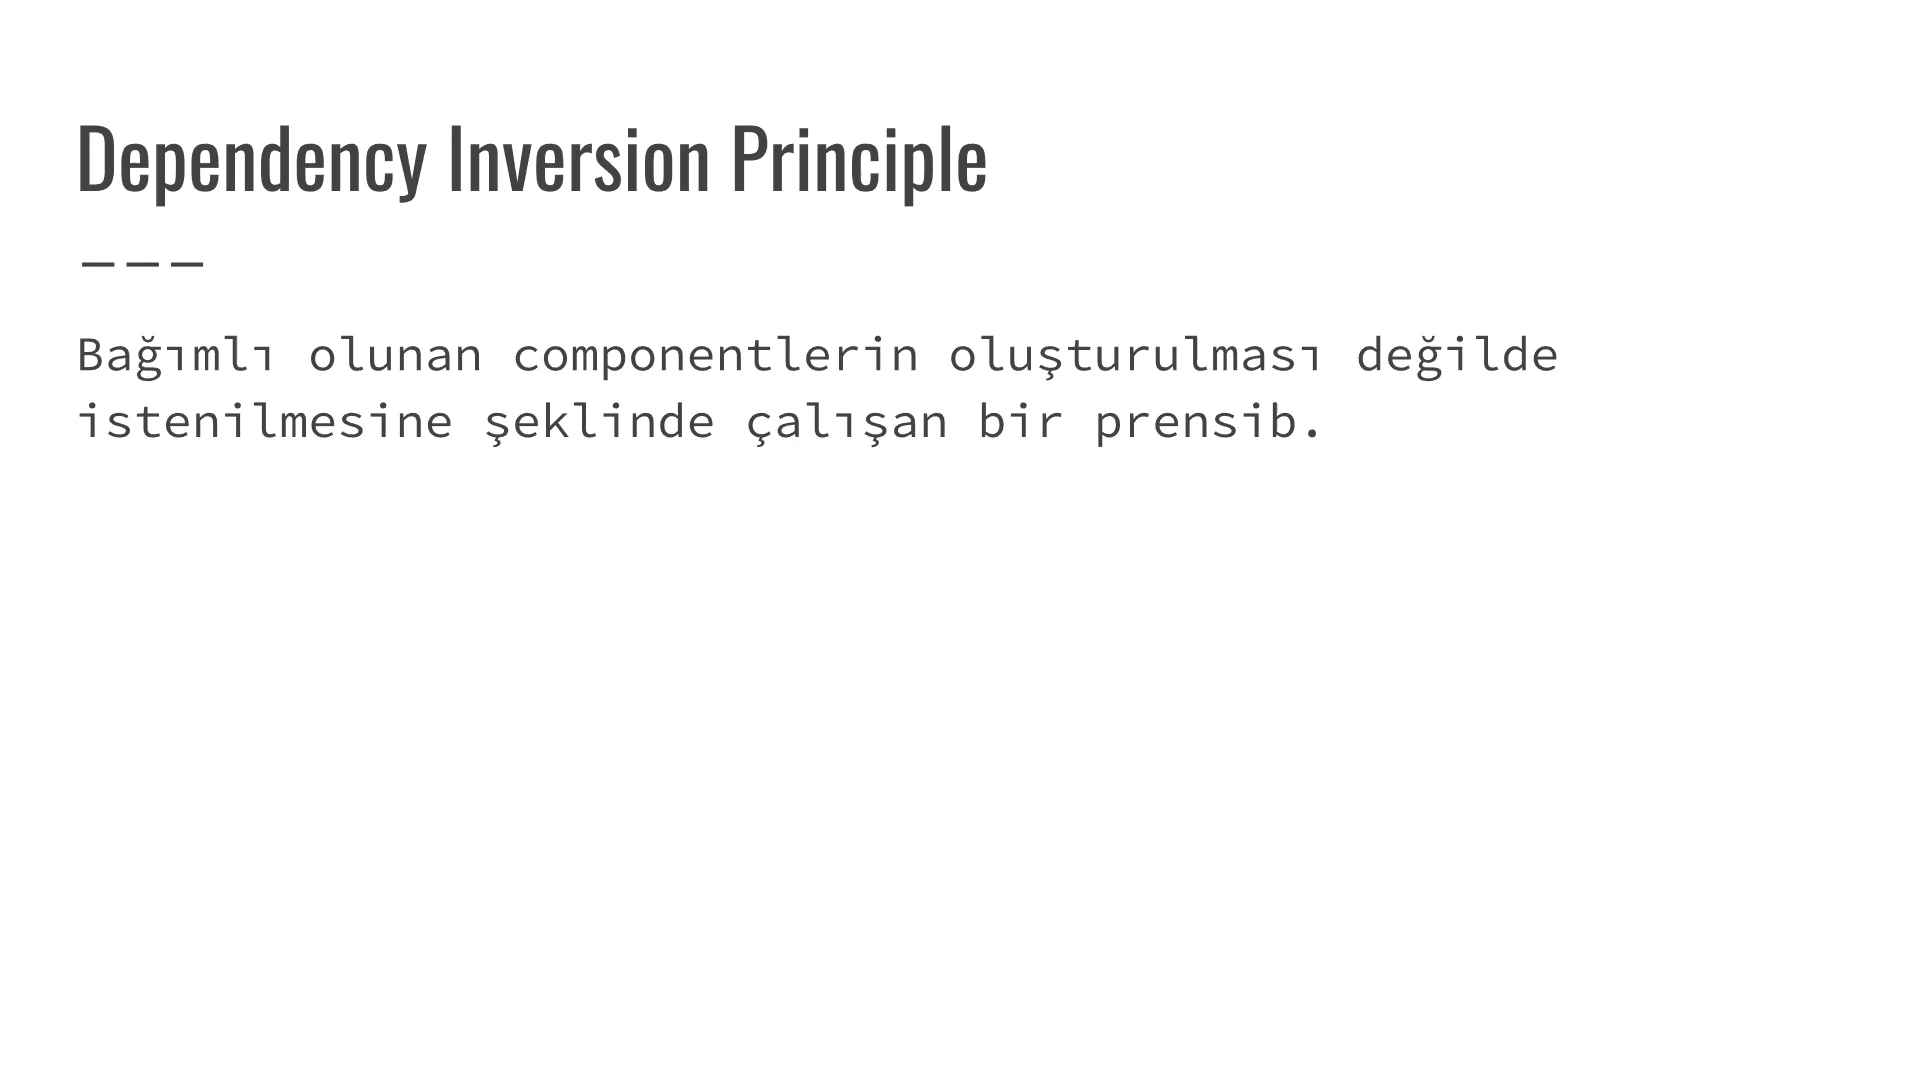 Dependency Inversion Principle
———
Bağımlı olunan componentlerin oluşturulması değilde
istenilmesine şeklinde çalışan bir prensib.